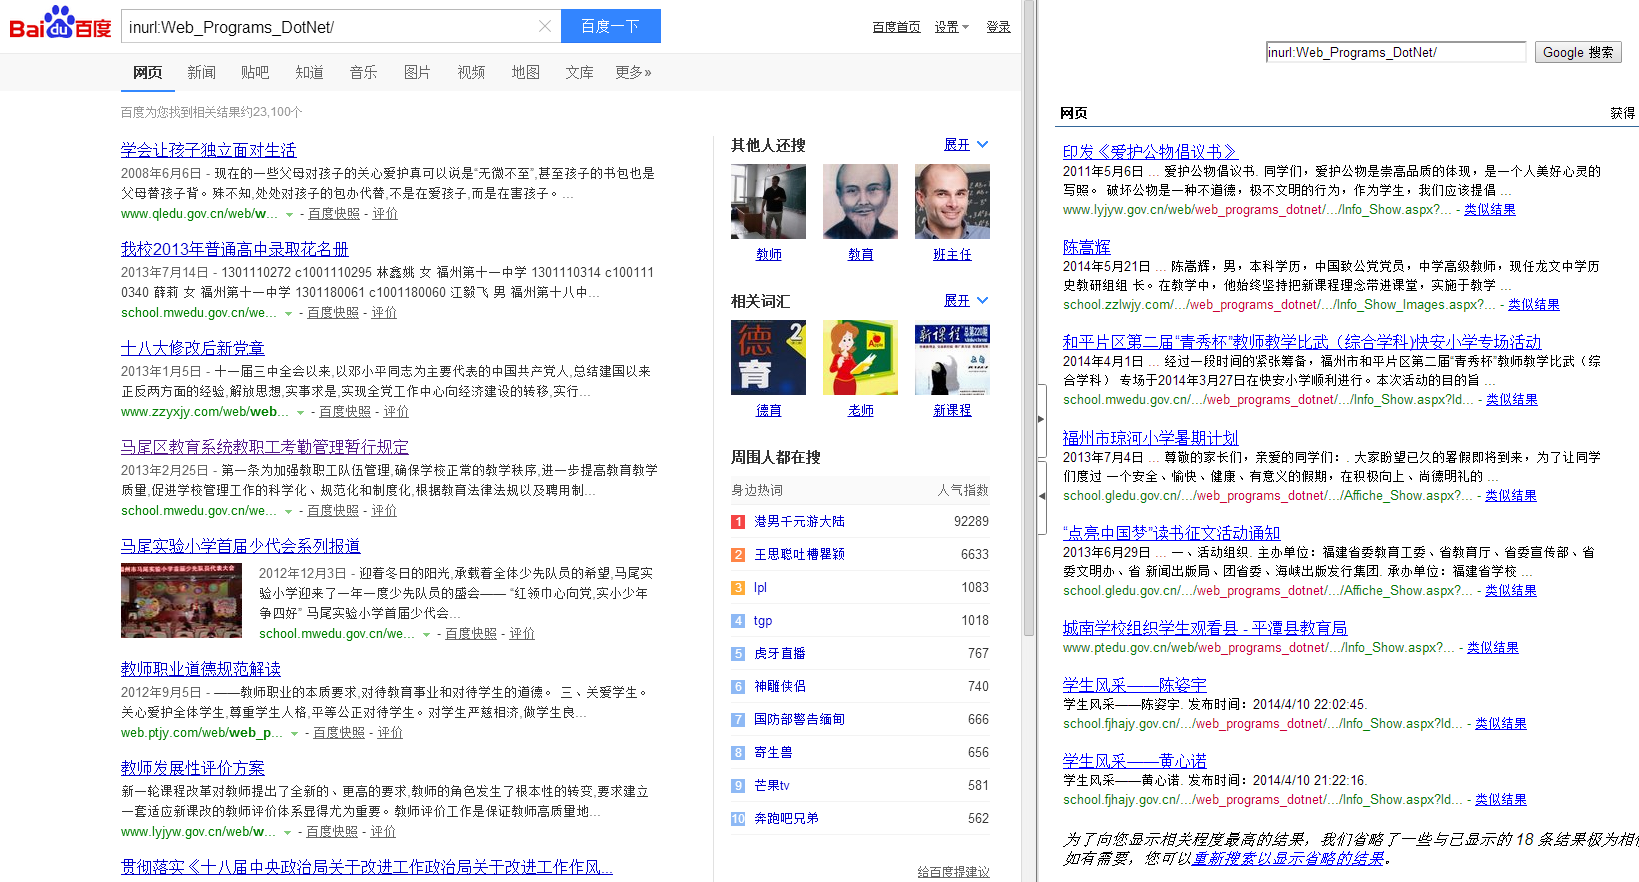 Bai du 百度
inurl:Web_Programs_DotNet/
百度一下
百度首页 设置 登录
网页 新闻 贴吧 知道 音乐 图片 视频 地图 文库 更多»
百度为您找到相关结果约23,100个
学会让孩子独立面对生活
2008年6月6日 - 现在的一些父母对孩子的关心爱护真可以说是“无微不至”,甚至孩子的书包也是
父母替孩子背。殊不知,处处对孩子的包办代替,不是在爱孩子,而是在害孩子。...
www.qledu.gov.cn/web/w... - 百度快照 - 评价
我校2013年普通高中录取花名册
2013年7月14日 - 1301110272 c1001110295 林鑫姚 女 福州第十一中学 1301110314 c100111
0340 薛莉 女 福州第十一中学 1301180061 c1001180060 江毅飞 男 福州第十八中...
school.mwedu.gov.cn/we... - 百度快照 - 评价
十八大修改后新党章
2013年1月5日 - 十一届三中全会以来,以邓小平同志为主要代表的中国共产党人,总结建国以来
正反两方面的经验,解放思想,实事求是,实现全党工作中心向经济建设的转移,实行...
www.zzyxjy.com/web/web... - 百度快照 - 评价
马尾区教育系统教职工考勤管理暂行规定
2013年2月25日 - 第一条为加强教职工队伍管理,确保学校正常的教学秩序,进一步提高教育教学
质量,促进学校管理工作的科学化、规范化和制度化,根据教育法律法规以及聘用制...
school.mwedu.gov.cn/we... - 百度快照 - 评价
马尾实验小学首届少代会系列报道
2012年12月3日 - 迎着冬日的阳光,承载着全体少先队员的希望,马尾实
验小学迎来了一年一度少先队员的盛会—— “红领巾心向党,实小少年
争四好” 马尾实验小学首届少代会...
school.mwedu.gov.cn/we... - 百度快照 - 评价
教师职业道德规范解读
2012年9月5日 - ——教师职业的本质要求,对待教育事业和对待学生的道德。 三、关爱学生。
关心爱护全体学生,尊重学生人格,平等公正对待学生。对学生严慈相济,做学生良...
web.ptjy.com/web/web_p... - 百度快照 - 评价
教师发展性评价方案
新一轮课程改革对教师提出了全新的、更高的要求,教师的角色发生了根本性的转变,要求建立
一套适应新课改的教师评价体系显得尤为重要。教师评价工作是保证教师高质量地...
www.lyjyw.gov.cn/web/w... - 百度快照 - 评价
贯彻落实《十八届中央政治局关于改进工作政治局关于改进工作作风...
其他人还搜 展开
教师 教育 班主任
相关词汇 展开
德育 2
新课程 总第220期
德育 老师 新课程
周围人都在搜
身边热词 人气指数
1 港男千元游大陆 92289
2 王思聪吐槽瞿颖 6633
3 lpl 1083
4 tgp 1018
5 虎牙直播 767
6 神雕侠侣 740
7 国防部警告缅甸 666
8 寄生兽 656
9 芒果tv 581
10 奔跑吧兄弟 562
给百度提建议
inurl:Web_Programs_DotNet/
Google 搜索
网页 获得
印发《爱护公物倡议书》
2011年5月6日 ... 爱护公物倡议书. 同学们，爱护公物是崇高品质的体现，是一个人美好心灵的
写照。 破坏公物是一种不道德，极不文明的行为，作为学生，我们应该提倡 ...
www.lyjyw.gov.cn/web/web_programs_dotnet/.../Info_Show.aspx?... - 类似结果
陈嵩辉
2014年5月21日 ... 陈嵩辉，男，本科学历，中国致公党党员，中学高级教师，现任龙文中学历
史教研组组 长。在教学中，他始终坚持把新课程理念带进课堂，实施于教学 ...
school.zzlwjy.com/.../web_programs_dotnet/.../Info_Show_Images.aspx?... - 类似结果
和平片区第二届“青秀杯”教师教学比武（综合学科)快安小学专场活动
2014年4月1日 ... 经过一段时间的紧张筹备，福州市和平片区第二届“青秀杯”教师教学比武（综
合学科） 专场于2014年3月27日在快安小学顺利进行。本次活动的目的旨 ...
school.mwedu.gov.cn/.../web_programs_dotnet/.../Info_Show.aspx?Id... - 类似结果
福州市琼河小学暑期计划
2013年7月4日 ... 尊敬的家长们，亲爱的同学们: . 大家盼望已久的暑假即将到来，为了让同学
们度过 一个安全、愉快、健康、有意义的假期，在积极向上、尚德明礼的 ...
school.gledu.gov.cn/.../web_programs_dotnet/.../Affiche_Show.aspx?... - 类似结果
“点亮中国梦”读书征文活动通知
2013年6月29日 ... 一、活动组织. 主办单位：福建省委教育工委、省教育厅、省委宣传部、省
委文明办、省 新闻出版局、团省委、海峡出版发行集团. 承办单位：福建省学校 ...
school.gledu.gov.cn/.../web_programs_dotnet/.../Affiche_Show.aspx?... - 类似结果
城南学校组织学生观看县 - 平潭县教育局
www.ptedu.gov.cn/web/web_programs_dotnet/.../Info_Show.aspx?... - 类似结果
学生风采——陈姿宇
学生风采——陈姿宇. 发布时间：2014/4/10 22:02:45.
school.fjhajy.gov.cn/.../web_programs_dotnet/.../Info_Show.aspx?Id... - 类似结果
学生风采——黄心诺
学生风采——黄心诺. 发布时间：2014/4/10 21:22:16.
school.fjhajy.gov.cn/.../web_programs_dotnet/.../Info_Show.aspx?Id... - 类似结果
为了向您显示相关程度最高的结果，我们省略了一些与已显示的 18 条结果极为相
如有需要，您可以重新搜索以显示省略的结果。